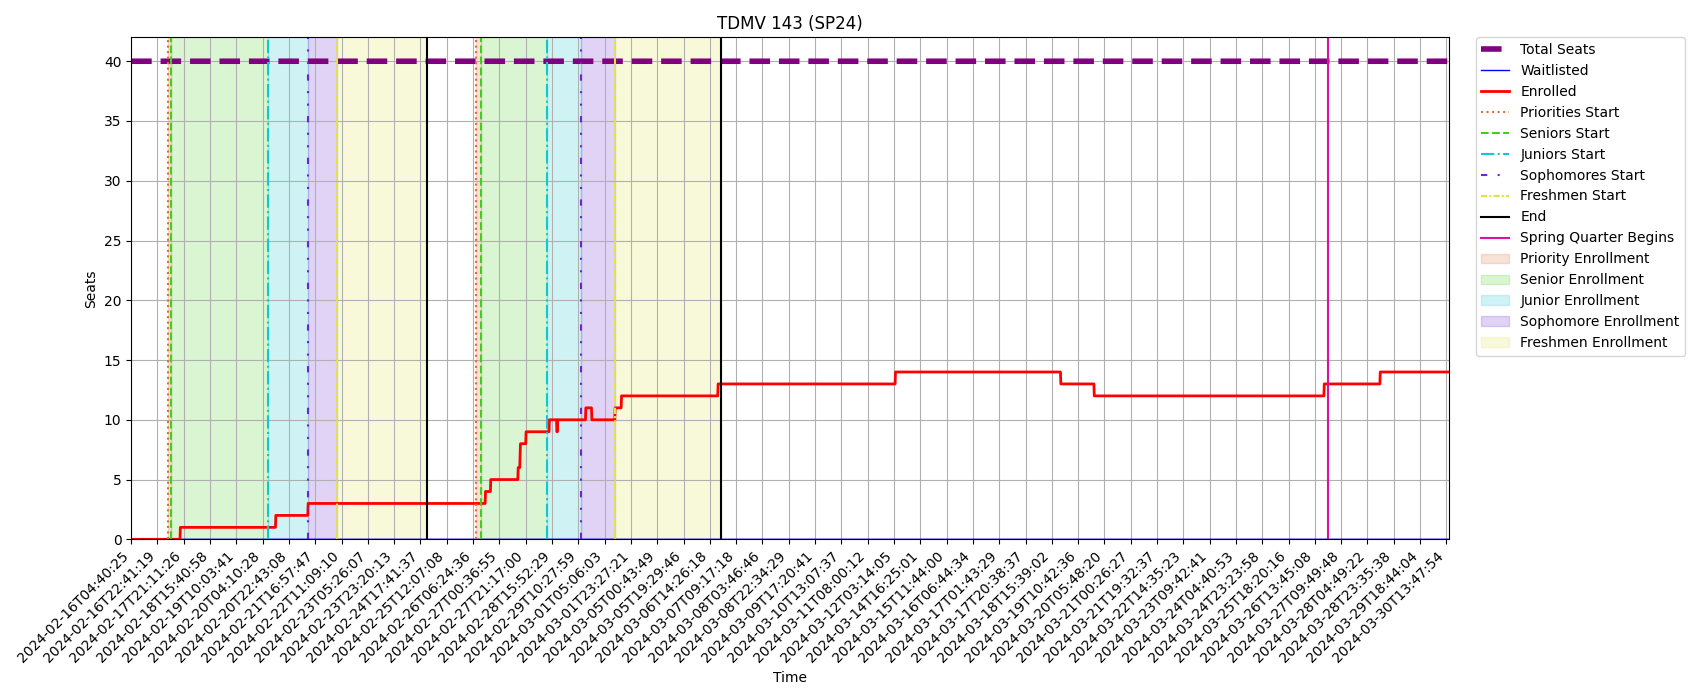 TDMV 143 (SP24)
Seats
40
35
30
25
20
15
10
5
0
2024-02-16T04:40:25
2024-02-16T22:41:19
2024-02-17T21:11:26
2024-02-18T15:40:58
2024-02-19T10:03:41
2024-02-20T04:10:28
2024-02-20T22:43:08
2024-02-21T16:57:47
2024-02-22T11:09:10
2024-02-23T05:26:07
2024-02-23T23:20:13
2024-02-24T17:41:37
2024-02-25T12:07:08
2024-02-26T06:24:36
2024-02-27T00:36:55
2024-02-27T21:17:00
2024-02-28T15:52:29
2024-02-29T10:27:59
2024-03-01T05:06:03
2024-03-01T23:27:21
2024-03-05T00:43:49
2024-03-05T19:29:46
2024-03-06T14:26:18
2024-03-07T09:17:18
2024-03-08T03:46:46
2024-03-08T22:34:29
2024-03-09T17:20:41
2024-03-10T13:07:37
2024-03-11T08:00:12
2024-03-12T03:14:05
2024-03-14T16:25:01
2024-03-15T11:44:00
2024-03-16T06:44:34
2024-03-17T01:43:29
2024-03-17T20:38:37
2024-03-18T15:39:02
2024-03-19T10:42:36
2024-03-20T05:48:20
2024-03-21T00:26:27
2024-03-21T19:32:37
2024-03-22T14:35:23
2024-03-23T09:42:41
2024-03-24T04:40:53
2024-03-24T23:23:58
2024-03-25T18:20:16
2024-03-26T13:45:08
2024-03-27T09:49:48
2024-03-28T04:49:22
2024-03-28T23:35:38
2024-03-29T18:44:04
2024-03-30T13:47:54
Time
Total Seats
Waitlisted
Enrolled
Priorities Start
Seniors Start
Juniors Start
Sophomores Start
Freshmen Start
End
Spring Quarter Begins
Priority Enrollment
Senior Enrollment
Junior Enrollment
Sophomore Enrollment
Freshmen Enrollment